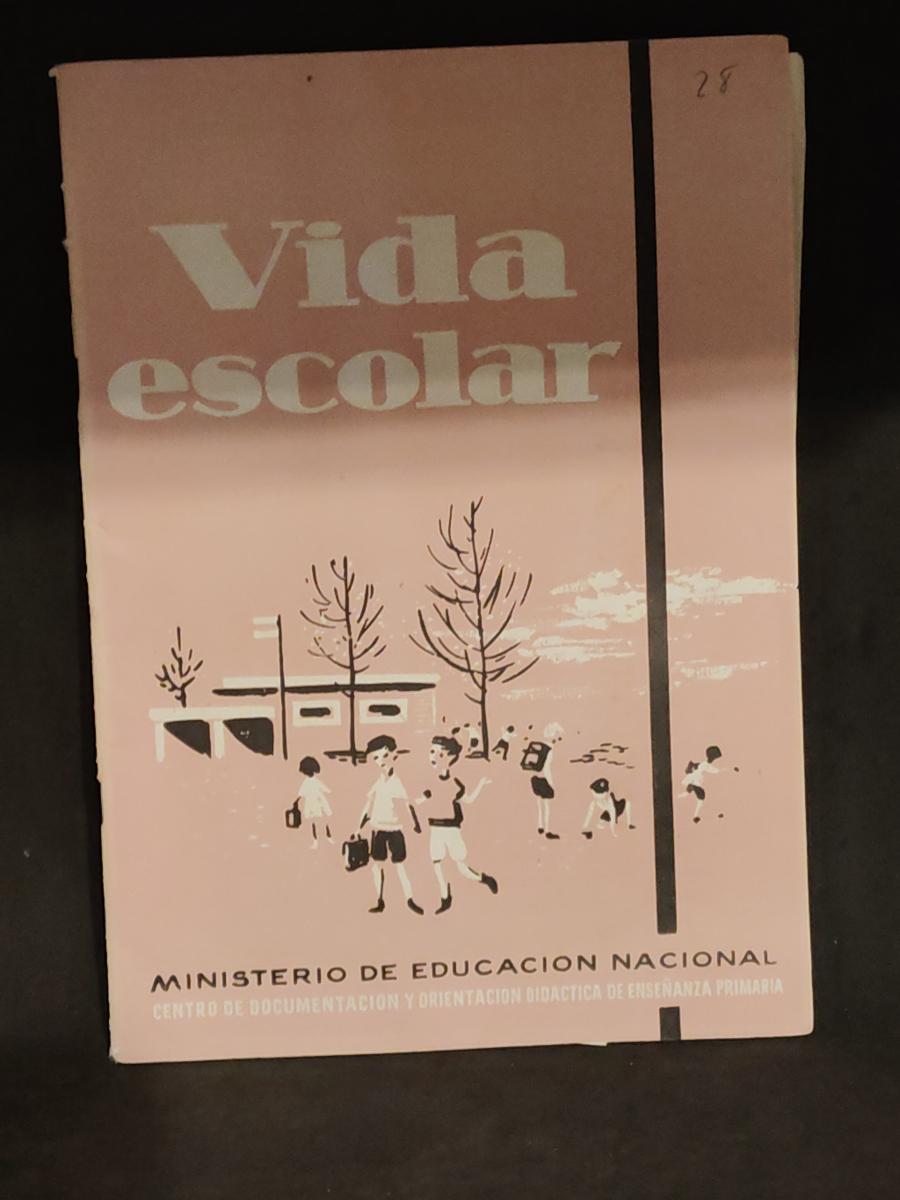 28
Vida
escolar
MINISTERIO DE EDUCACION NACIONAL
CENTRO DE DOCUMENTACION Y ORIENTACION DIDACTICA DE ENSEÑANZA PRIMARIA